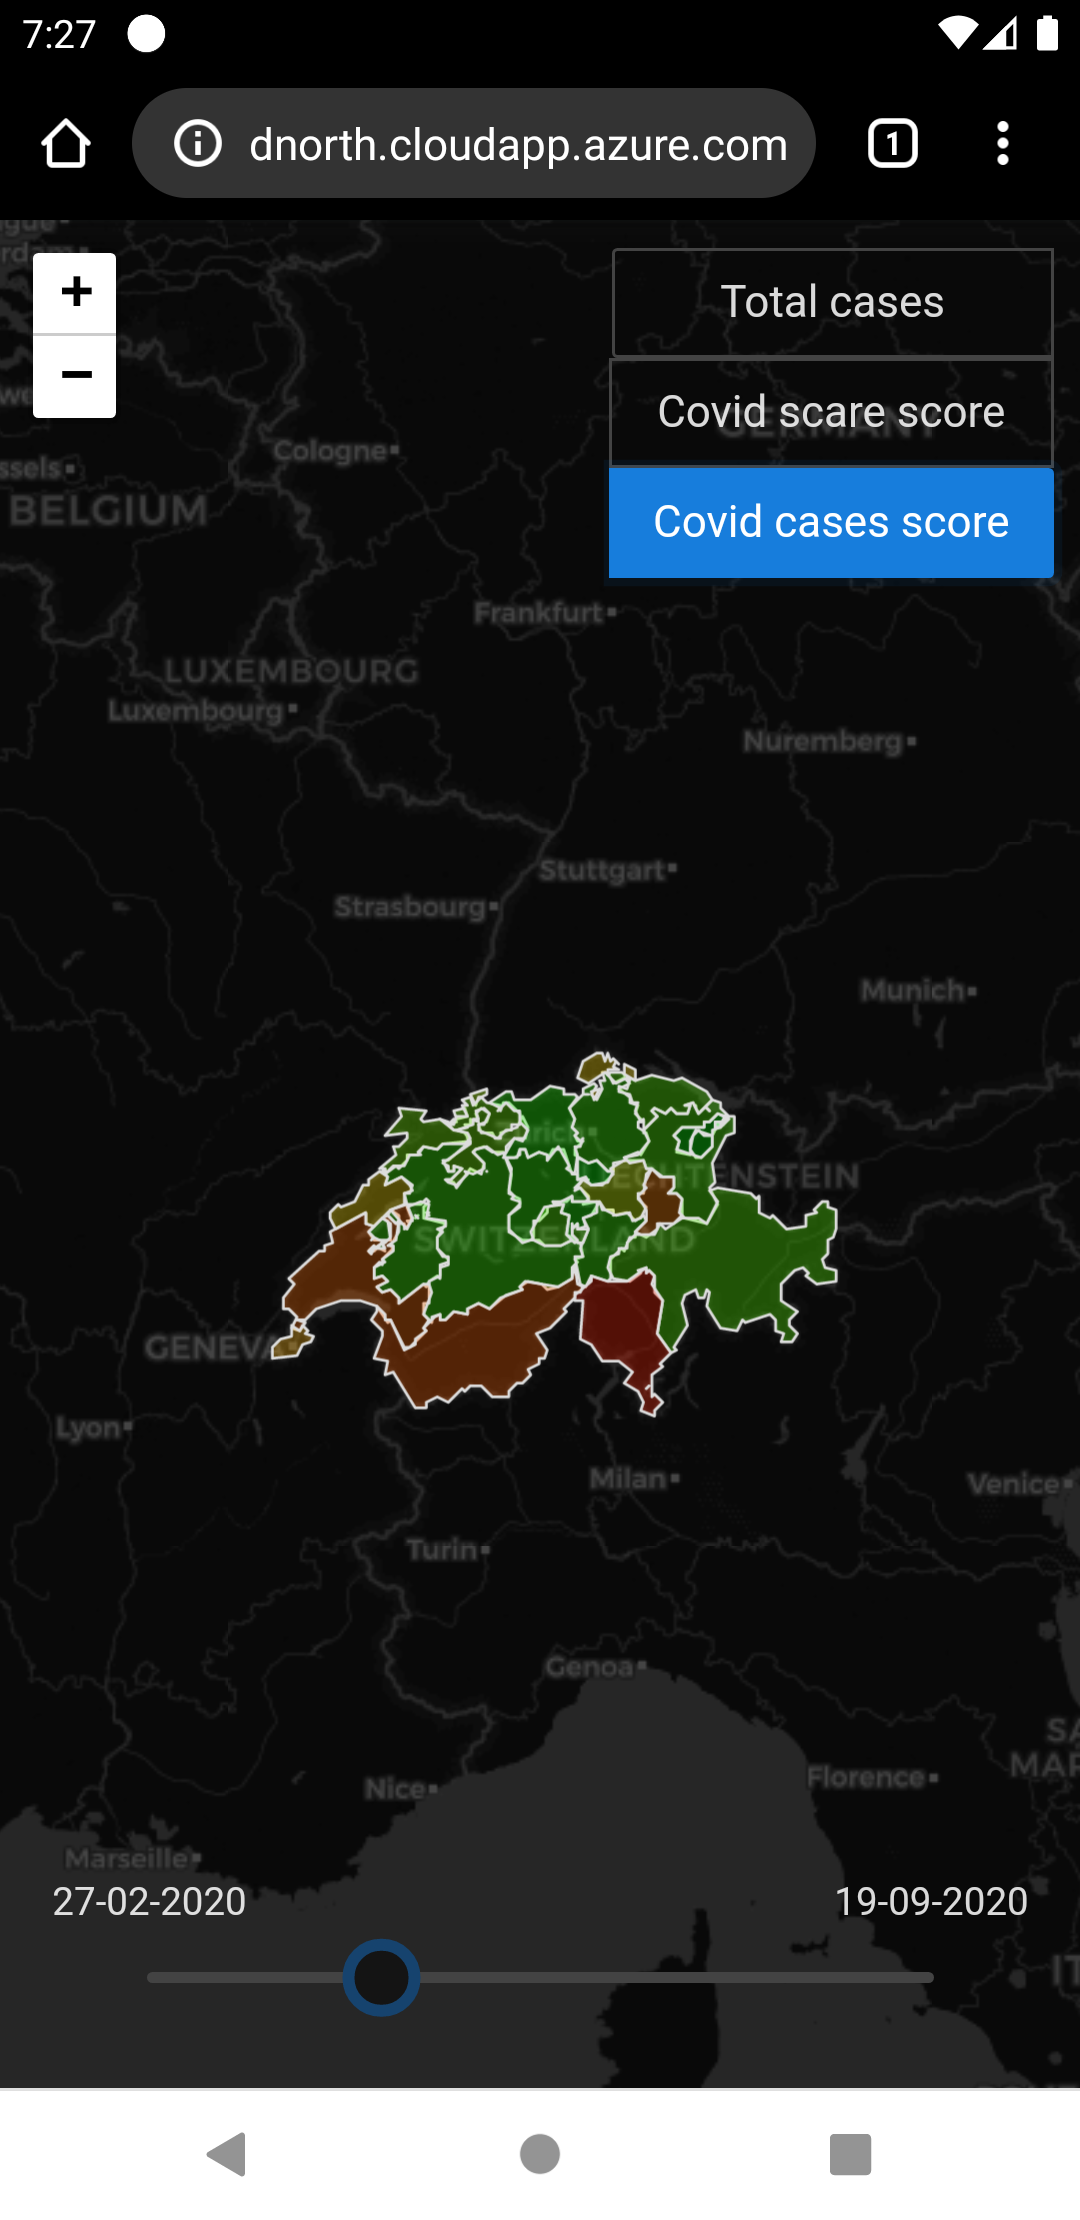 7:27
dnorth.cloudapp.azure.com
1
+
Total cases
−
Covid scare score
GERMANY
Cologne
ssels
BELGIUM
Covid cases score
Frankfurt
LUXEMBOURG
Luxembourg
Nuremberg
Stuttgart
Strasbourg
Munich
SWITZERLAND
GENEVA
Lyon
Milan
Venice
Turin
Genoa
Florence
Nice
Marseille
27-02-2020
19-09-2020